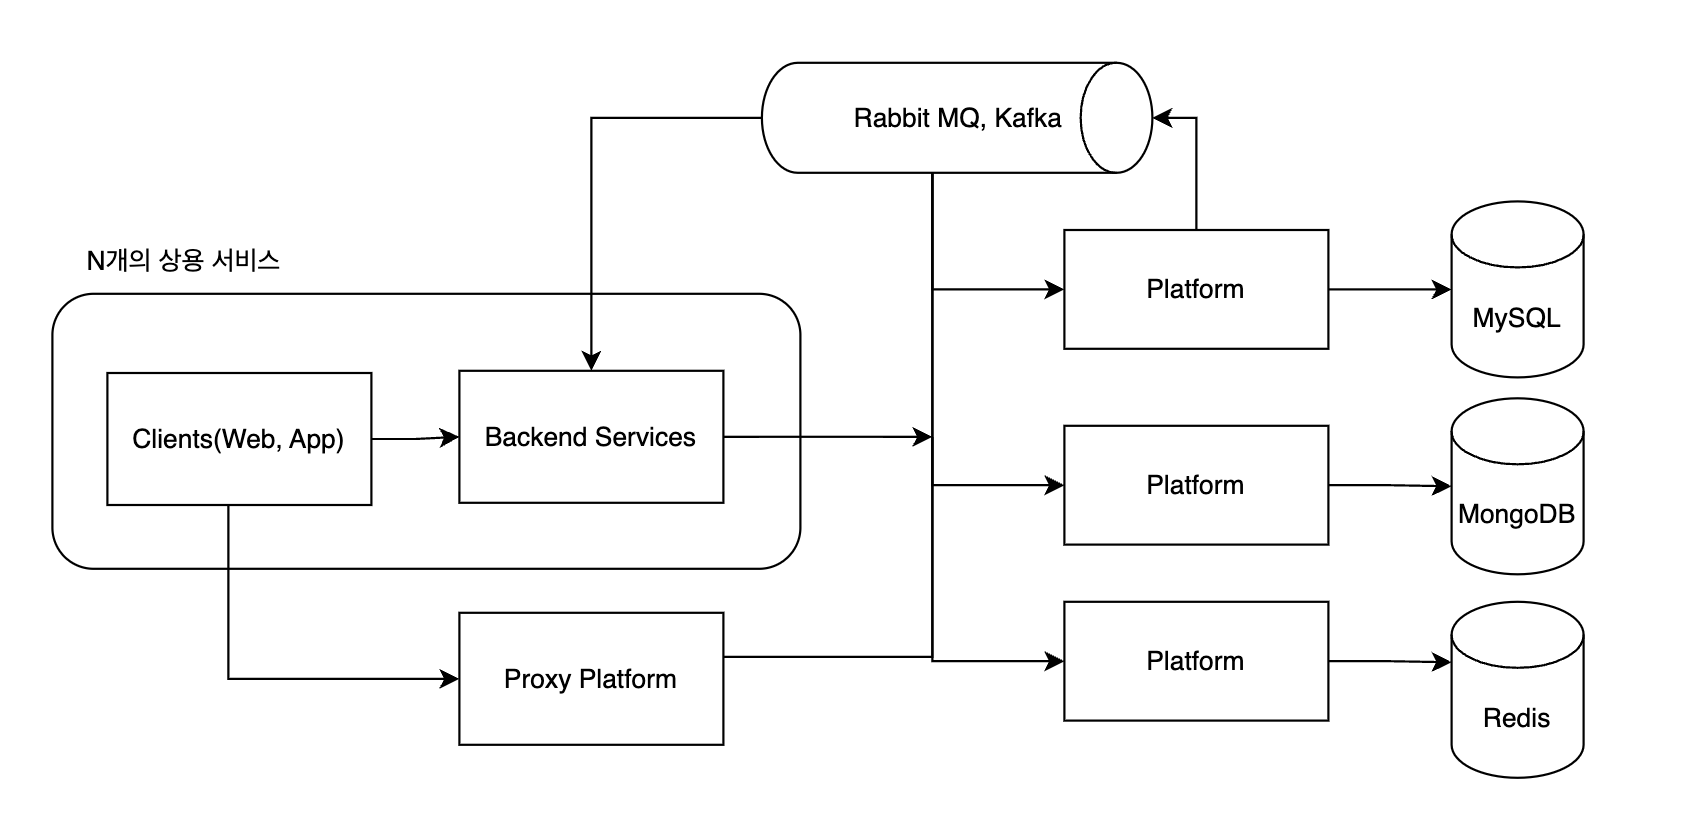 Rabbit MQ, Kafka
N개의 상용 서비스
Platform
MySQL
Clients(Web, App)
Backend Services
Platform
MongoDB
Proxy Platform
Platform
Redis